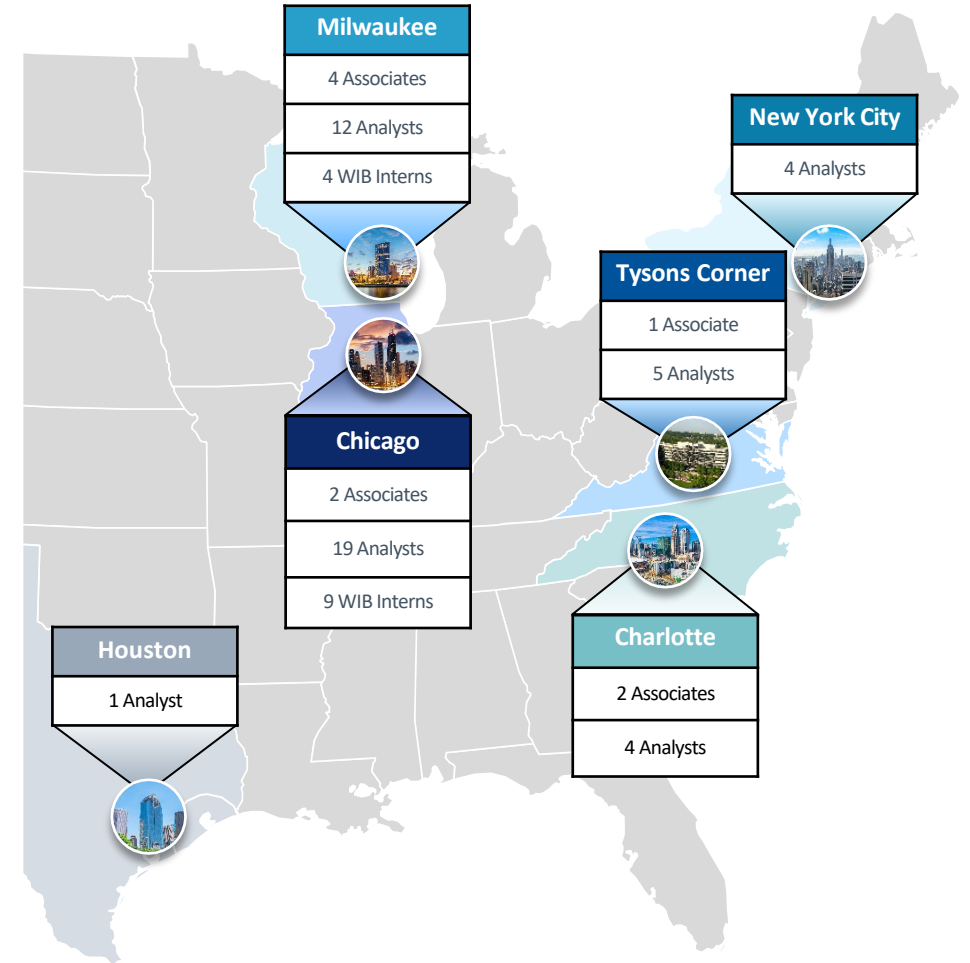 Milwaukee
4 Associates
12 Analysts
4 WIB Interns
New York City
4 Analysts
Tysons Corner
1 Associate
5 Analysts
Chicago
2 Associates
19 Analysts
9 WIB Interns
Charlotte
2 Associates
4 Analysts
Houston
1 Analyst